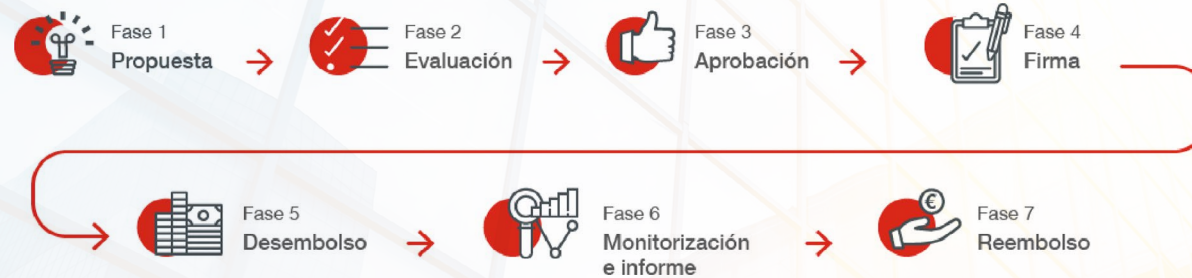 Fase 1
Propuesta
Fase 2
Evaluación
Fase 3
Aprobación
Fase 4
Firma
Fase 5
Desembolso
Fase 6
Monitorización
e informe
€
Fase 7
Reembolso